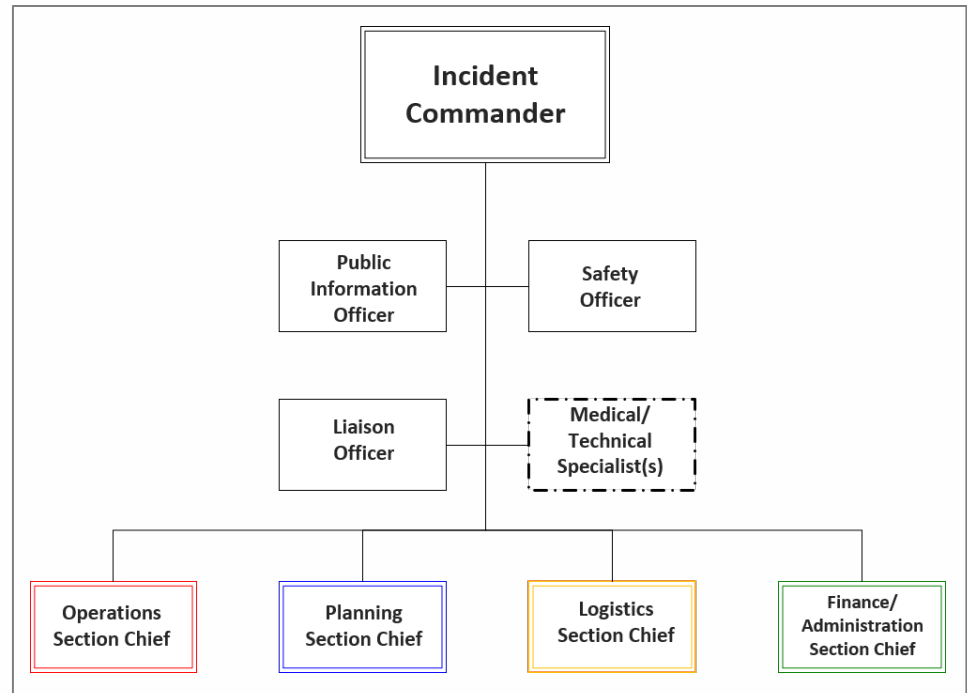 Incident
Commander
Public
Information
Officer
Safety
Officer
Liaison
Officer
Medical/
Technical
Specialist(s)
Operations
Section Chief
Planning
Section Chief
Logistics
Section Chief
Finance/
Administration
Section Chief